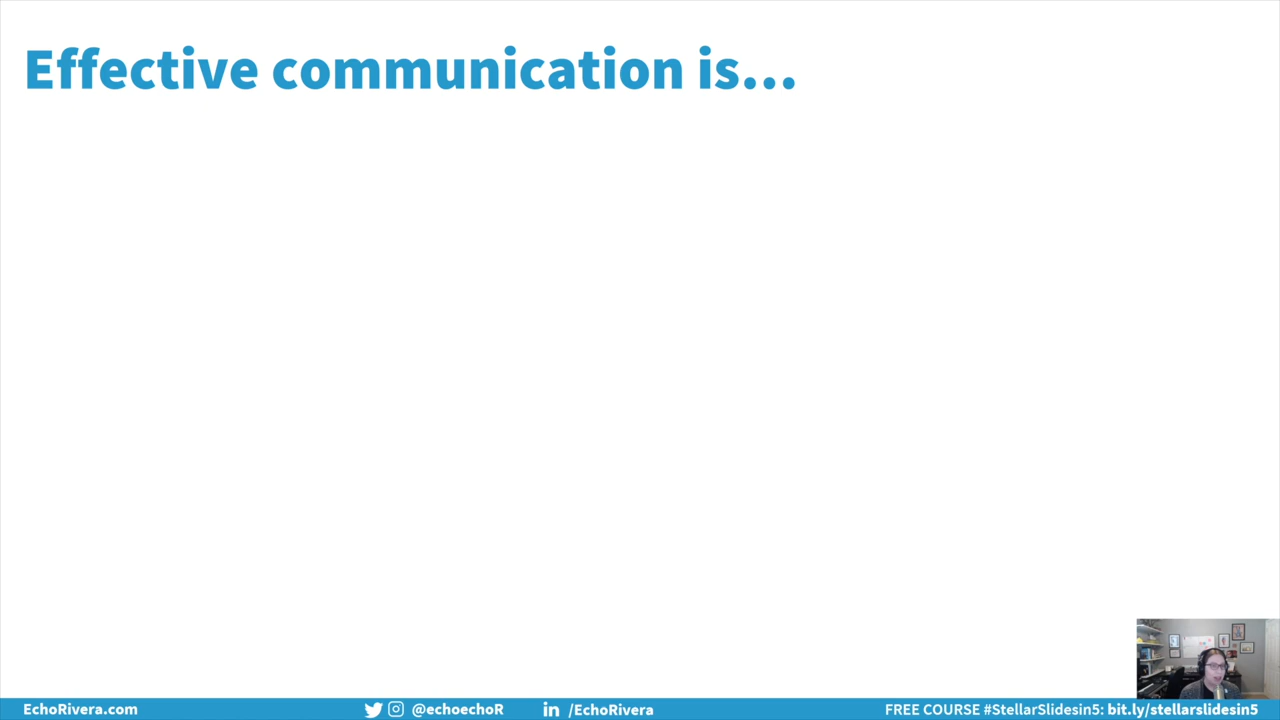 Effective communication is...
EchoRivera.com
@echoechoR
/EchoRivera
FREE COURSE #StellarSlidesin5: bit.ly/stellarslidesin5